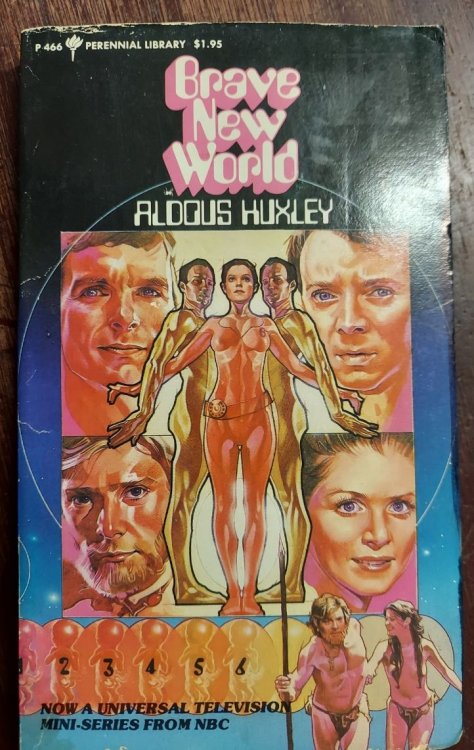 P 466 PERENNIAL LIBRARY $1.95
Brave
New
World
ALDOUS HUXLEY
1 2 3 4 5 6
NOW A UNIVERSAL TELEVISION
MINI-SERIES FROM NBC